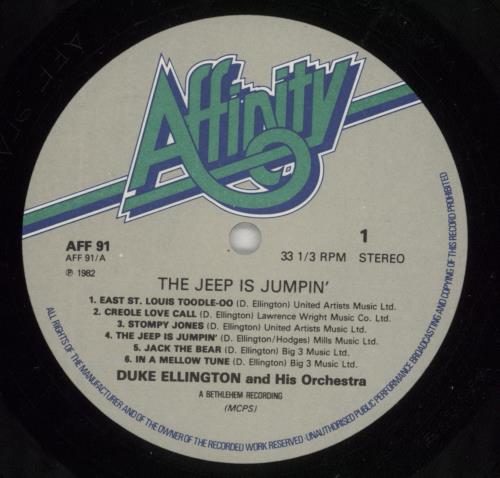 Affinity
AFF 91
AFF 91/A
℗ 1982
1
33 1/3 RPM STEREO
THE JEEP IS JUMPIN'
1. EAST ST. LOUIS TOODLE-OO (D. Ellington) United Artists Music Ltd.
2. CREOLE LOVE CALL (D. Ellington) Lawrence Wright Music Co. Ltd.
3. STOMPY JONES (D. Ellington) United Artists Music Ltd.
4. THE JEEP IS JUMPIN' (D. Ellington/Hodges) Mills Music Ltd.
5. JACK THE BEAR (D. Ellington) Big 3 Music Ltd.
6. IN A MELLOW TUNE (D. Ellington) Big 3 Music Ltd.
DUKE ELLINGTON and His Orchestra
A BETHLEHEM RECORDING
(MCPS)
ALL RIGHTS OF THE MANUFACTURER AND OF THE OWNER OF THE RECORDED WORK RESERVED · UNAUTHORISED PUBLIC PERFORMANCE BROADCASTING AND COPYING OF THIS RECORD PROHIBITED